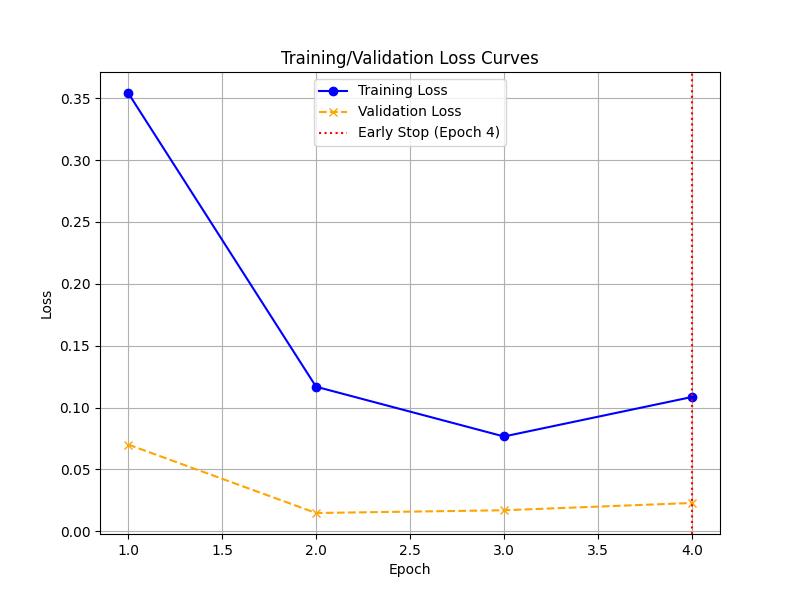 Training/Validation Loss Curves
Training Loss
Validation Loss
Early Stop (Epoch 4)
0.35
0.30
0.25
0.20
0.15
0.10
0.05
0.00
Loss
1.0 1.5 2.0 2.5 3.0 3.5 4.0
Epoch